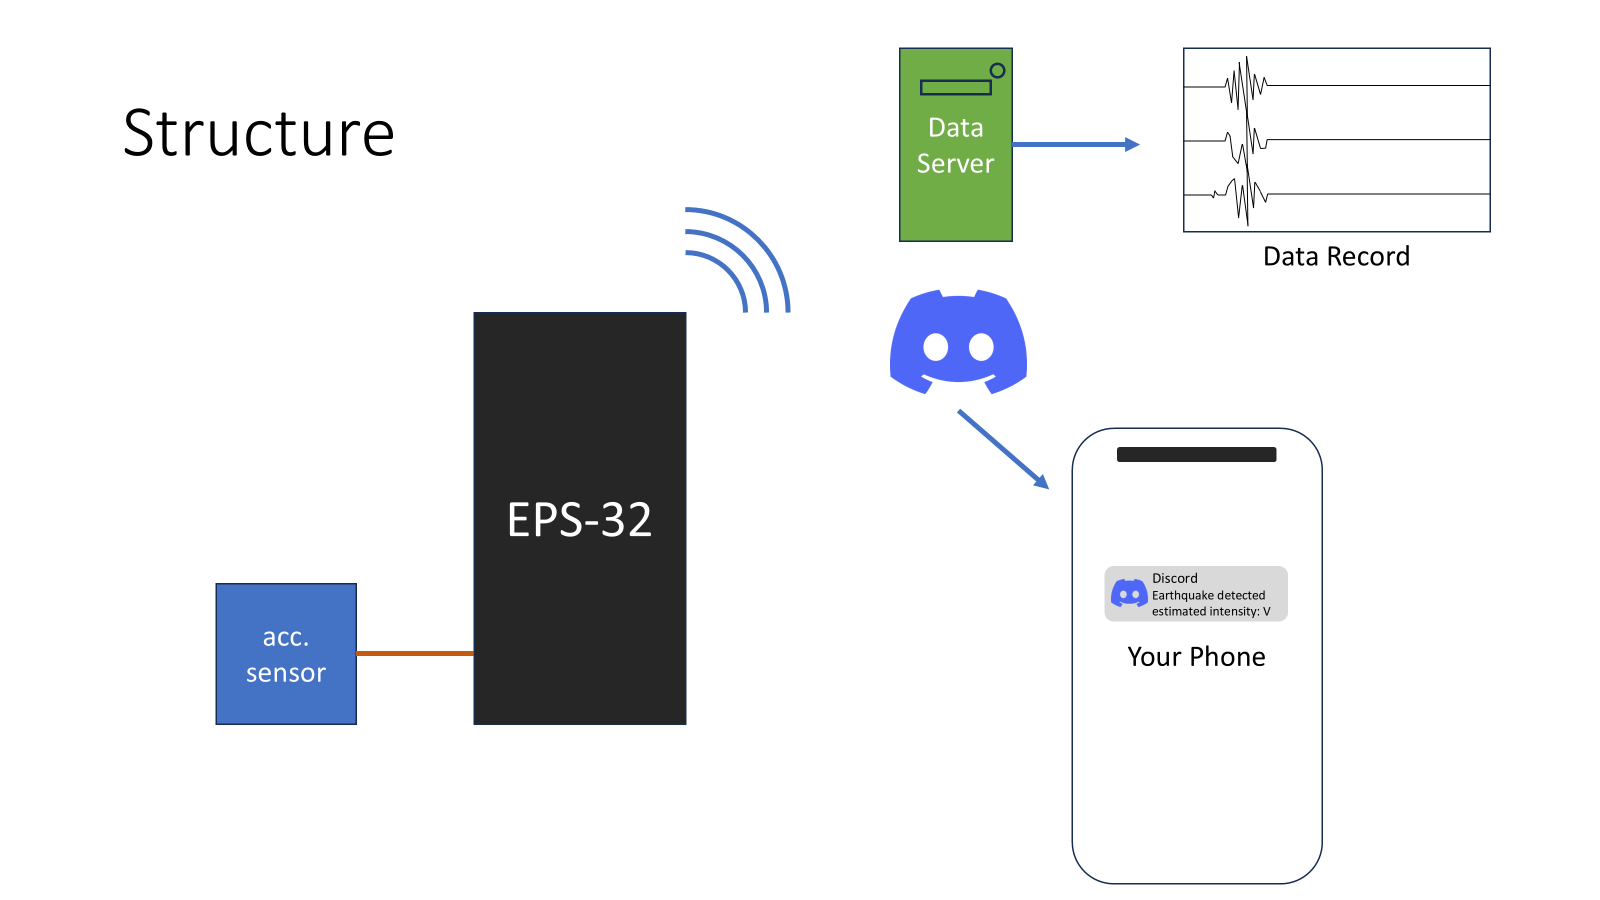 Structure
Data
Server
Data Record
EPS-32
acc.
sensor
Discord
Earthquake detected
estimated intensity: V
Your Phone